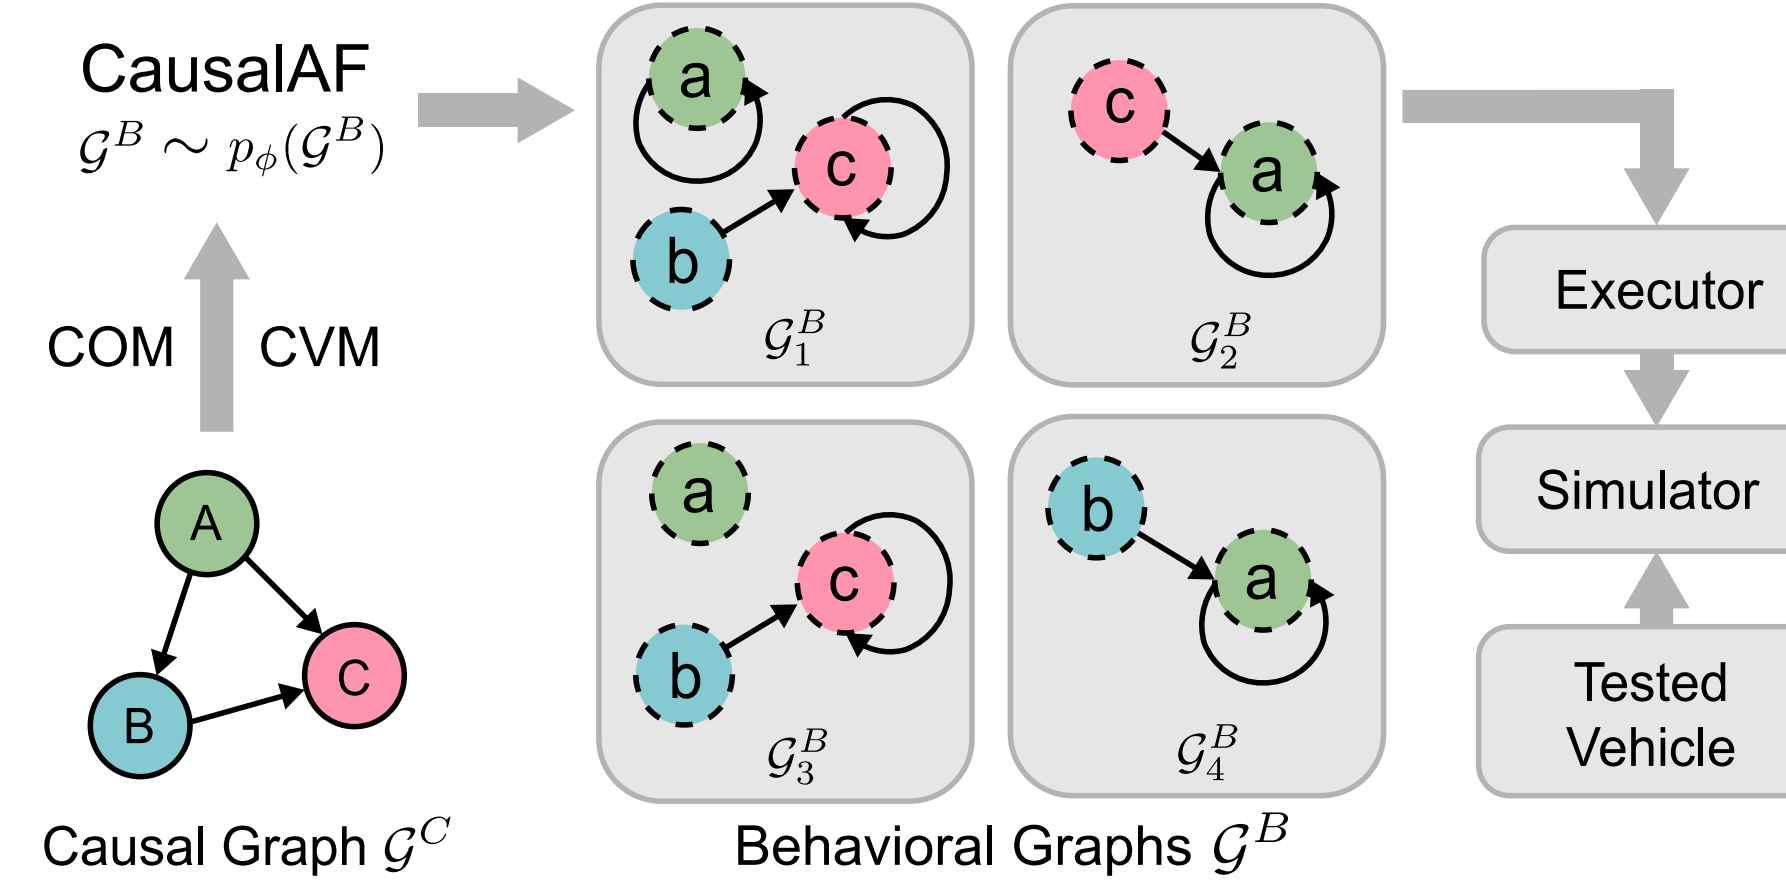 CausalAF
𝒢^B ∼ p_ϕ(𝒢^B)
COM
CVM
A
B
C
Causal Graph 𝒢^C
a
c
b
𝒢_1^B
c
a
𝒢_2^B
a
c
b
𝒢_3^B
b
a
𝒢_4^B
Behavioral Graphs 𝒢^B
Executor
Simulator
Tested
Vehicle